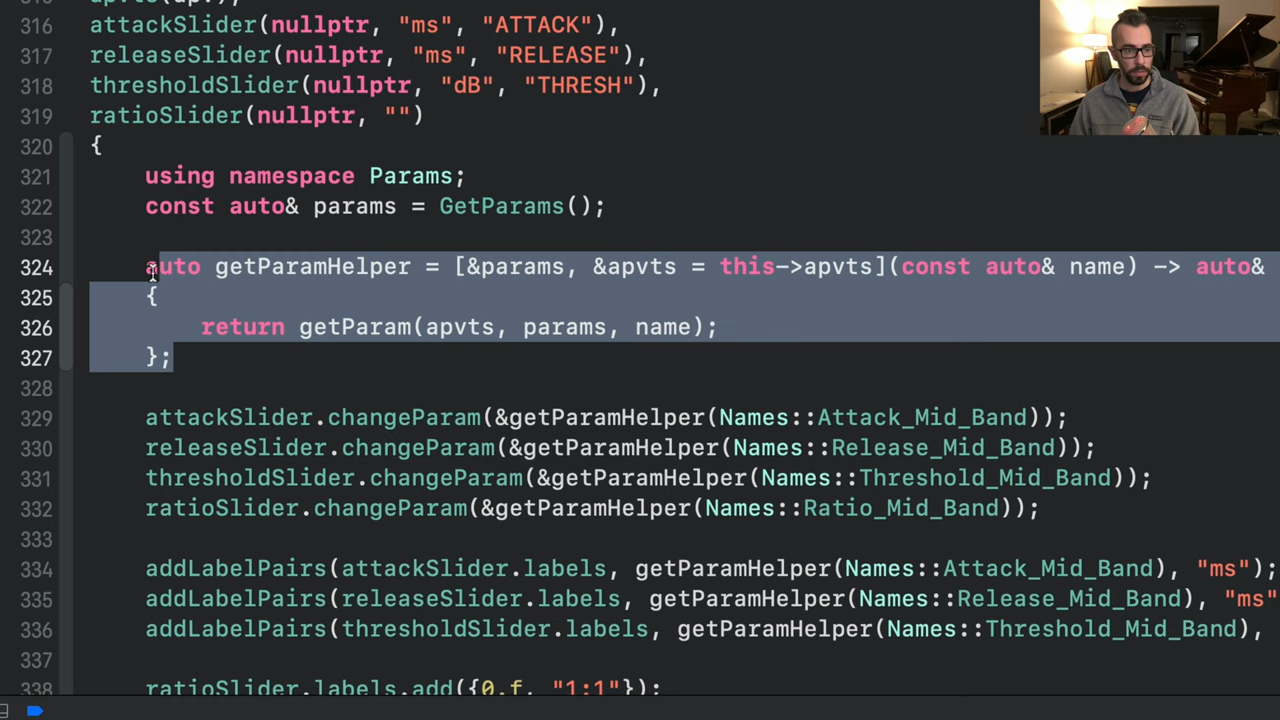 316 attackSlider(nullptr, "ms", "ATTACK"),
317 releaseSlider(nullptr, "ms", "RELEASE"),
318 thresholdSlider(nullptr, "dB", "THRESH"),
319 ratioSlider(nullptr, "")
320 {
321 using namespace Params;
322 const auto& params = GetParams();
323
324 auto getParamHelper = [&params, &apvts = this->apvts](const auto& name) -> auto&
325 {
326 return getParam(apvts, params, name);
327 };
328
329 attackSlider.changeParam(&getParamHelper(Names::Attack_Mid_Band));
330 releaseSlider.changeParam(&getParamHelper(Names::Release_Mid_Band));
331 thresholdSlider.changeParam(&getParamHelper(Names::Threshold_Mid_Band));
332 ratioSlider.changeParam(&getParamHelper(Names::Ratio_Mid_Band));
333
334 addLabelPairs(attackSlider.labels, getParamHelper(Names::Attack_Mid_Band), "ms");
335 addLabelPairs(releaseSlider.labels, getParamHelper(Names::Release_Mid_Band), "ms"
336 addLabelPairs(thresholdSlider.labels, getParamHelper(Names::Threshold_Mid_Band),
337
338 ratioSlider.labels.add({0.f, "1:1"});